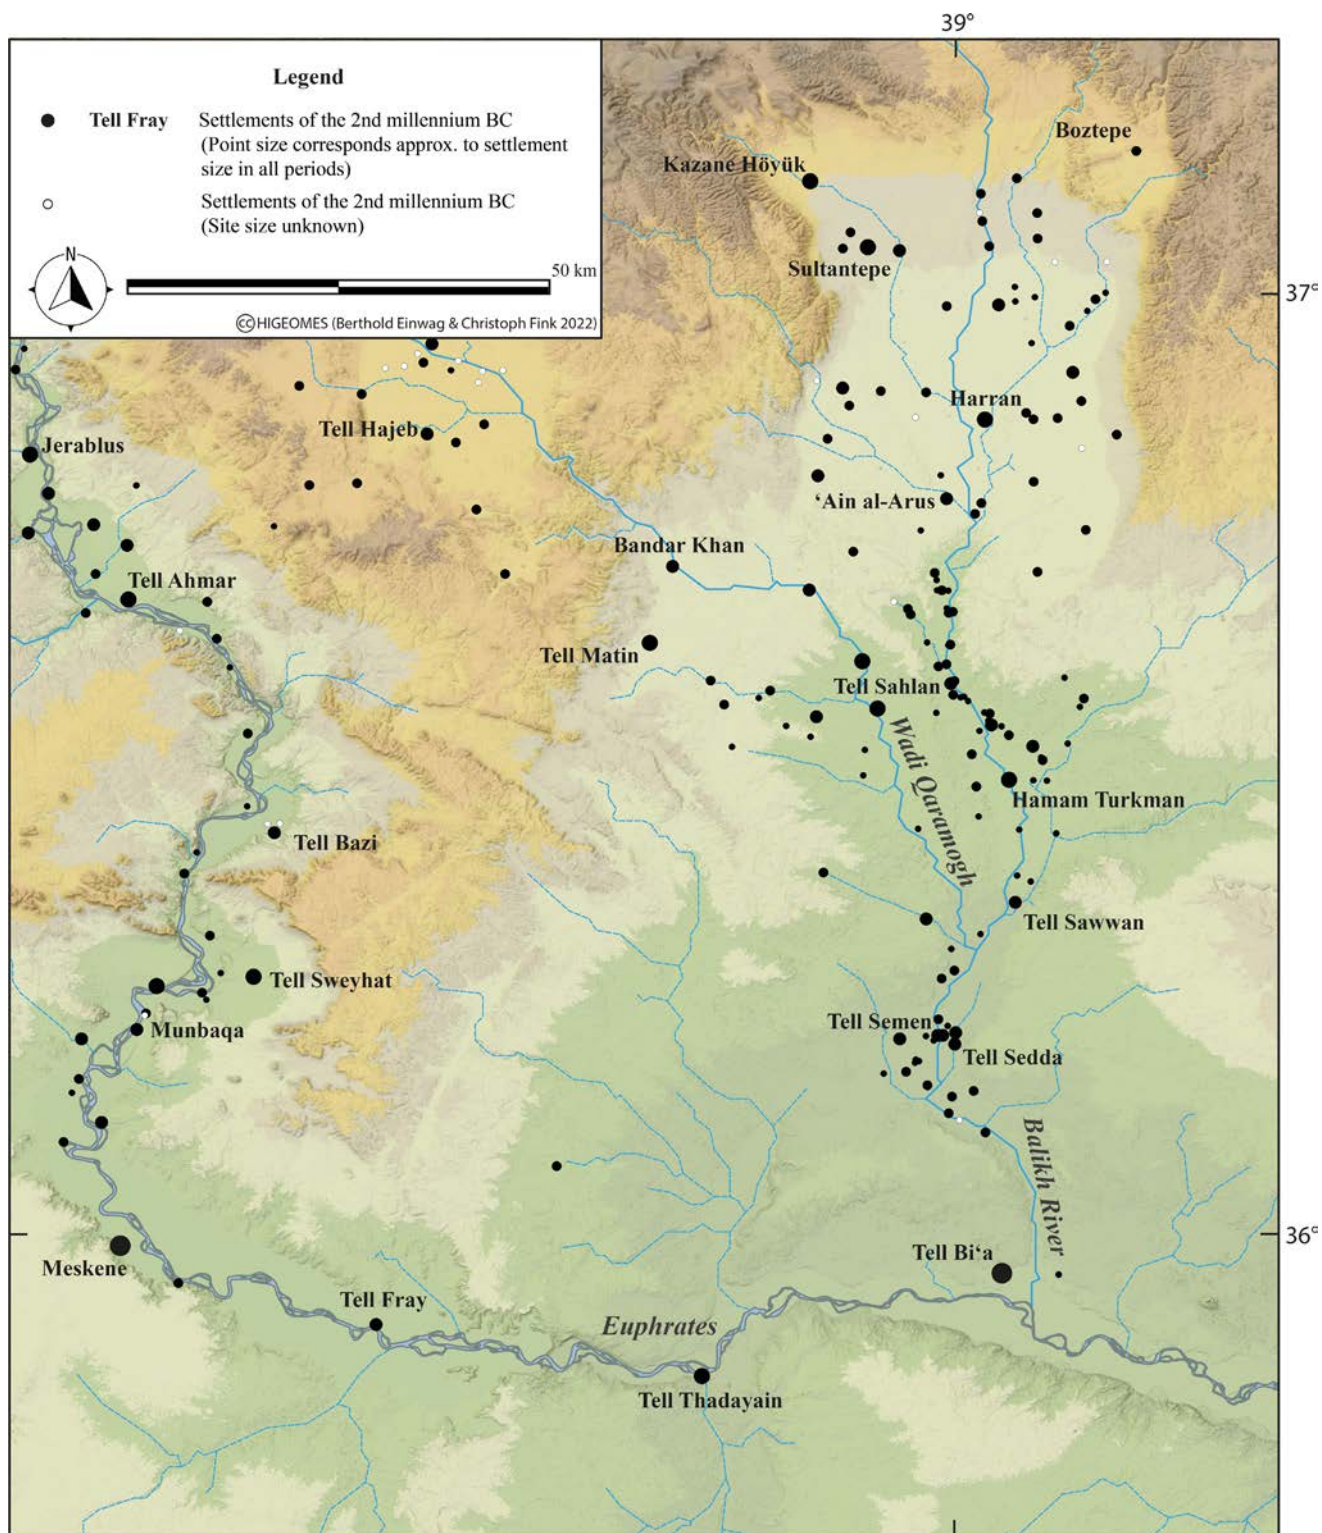 39°
Legend
Tell Fray Settlements of the 2nd millennium BC
(Point size corresponds approx. to settlement
size in all periods)
Settlements of the 2nd millennium BC
(Site size unknown)
N
50 km
cc HIGEOMES (Berthold Einwag & Christoph Fink 2022)
Boztepe
Kazane Höyük
Sultantepe
37°
Harran
Tell Hajeb
Jerablus
‘Ain al-Arus
Bandar Khan
Tell Ahmar
Tell Matin
Tell Sahlan
Wadi Qaramogh
Hamam Turkman
Tell Bazi
Tell Sawwan
Tell Sweyhat
Tell Semen
Munbaqa
Tell Sedda
Balikh River
36°
Tell Bi‘a
Meskene
Tell Fray
Euphrates
Tell Thadayain